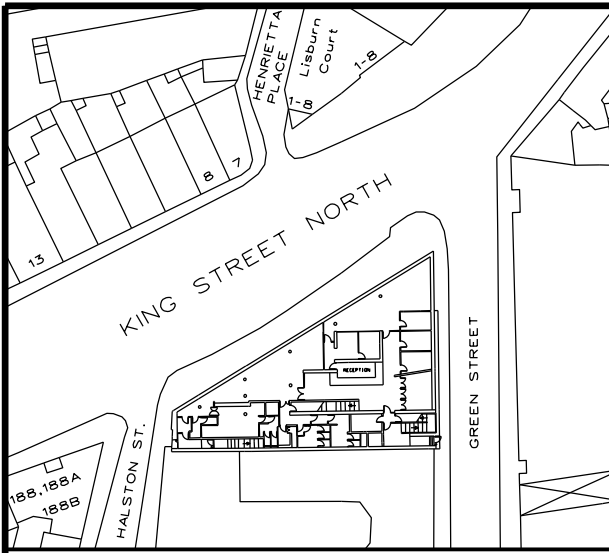 HENRIETTA
PLACE
Lisburn
Court
1-8
1-8
7
8
13
KING STREET NORTH
RECEPTION
GREEN STREET
HALSTON ST.
188,188A
188B